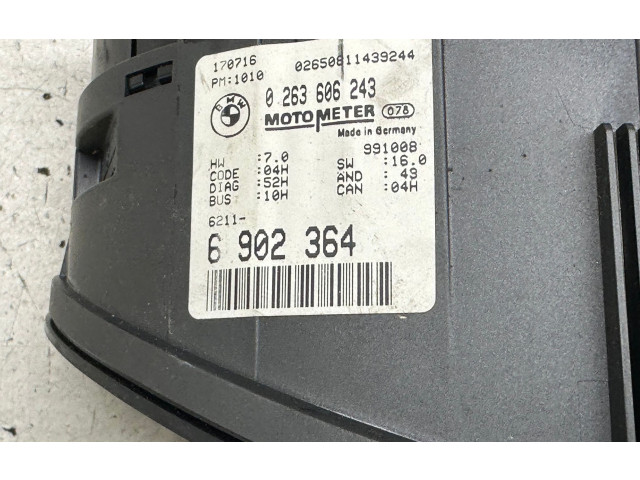 170716 02650811439244
PM:1010
BMW
0 263 606 243
MOTOMETER 078
Made in Germany
991008
HW :7.0 SW :16.0
CODE :04H AND : 49
DIAG :52H CAN :04H
BUS :10H
6211-
6 902 364